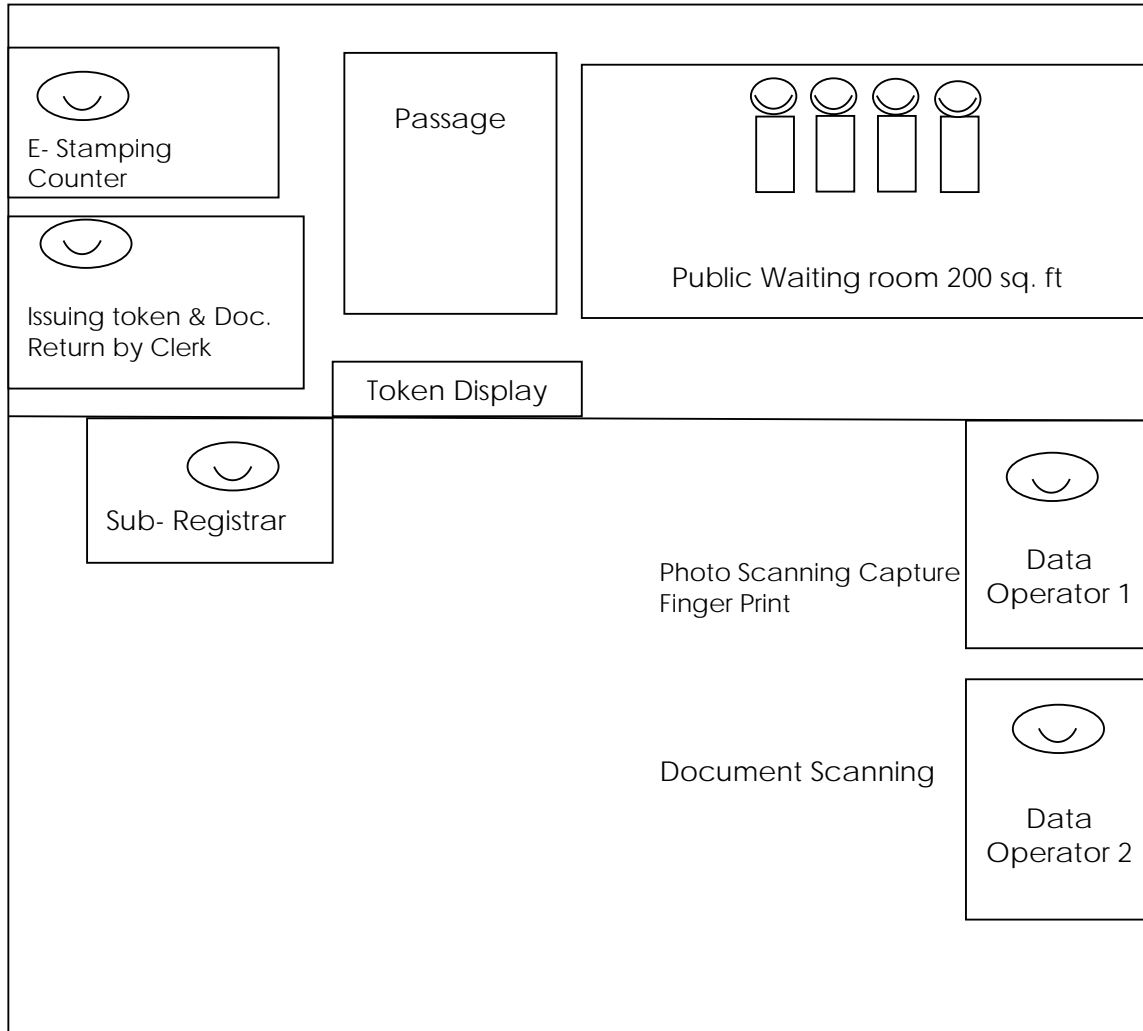 E- Stamping
Counter
Passage
Public Waiting room 200 sq. ft
Issuing token & Doc.
Return by Clerk
Token Display
Sub- Registrar
Photo Scanning Capture
Finger Print
Data
Operator 1
Document Scanning
Data
Operator 2